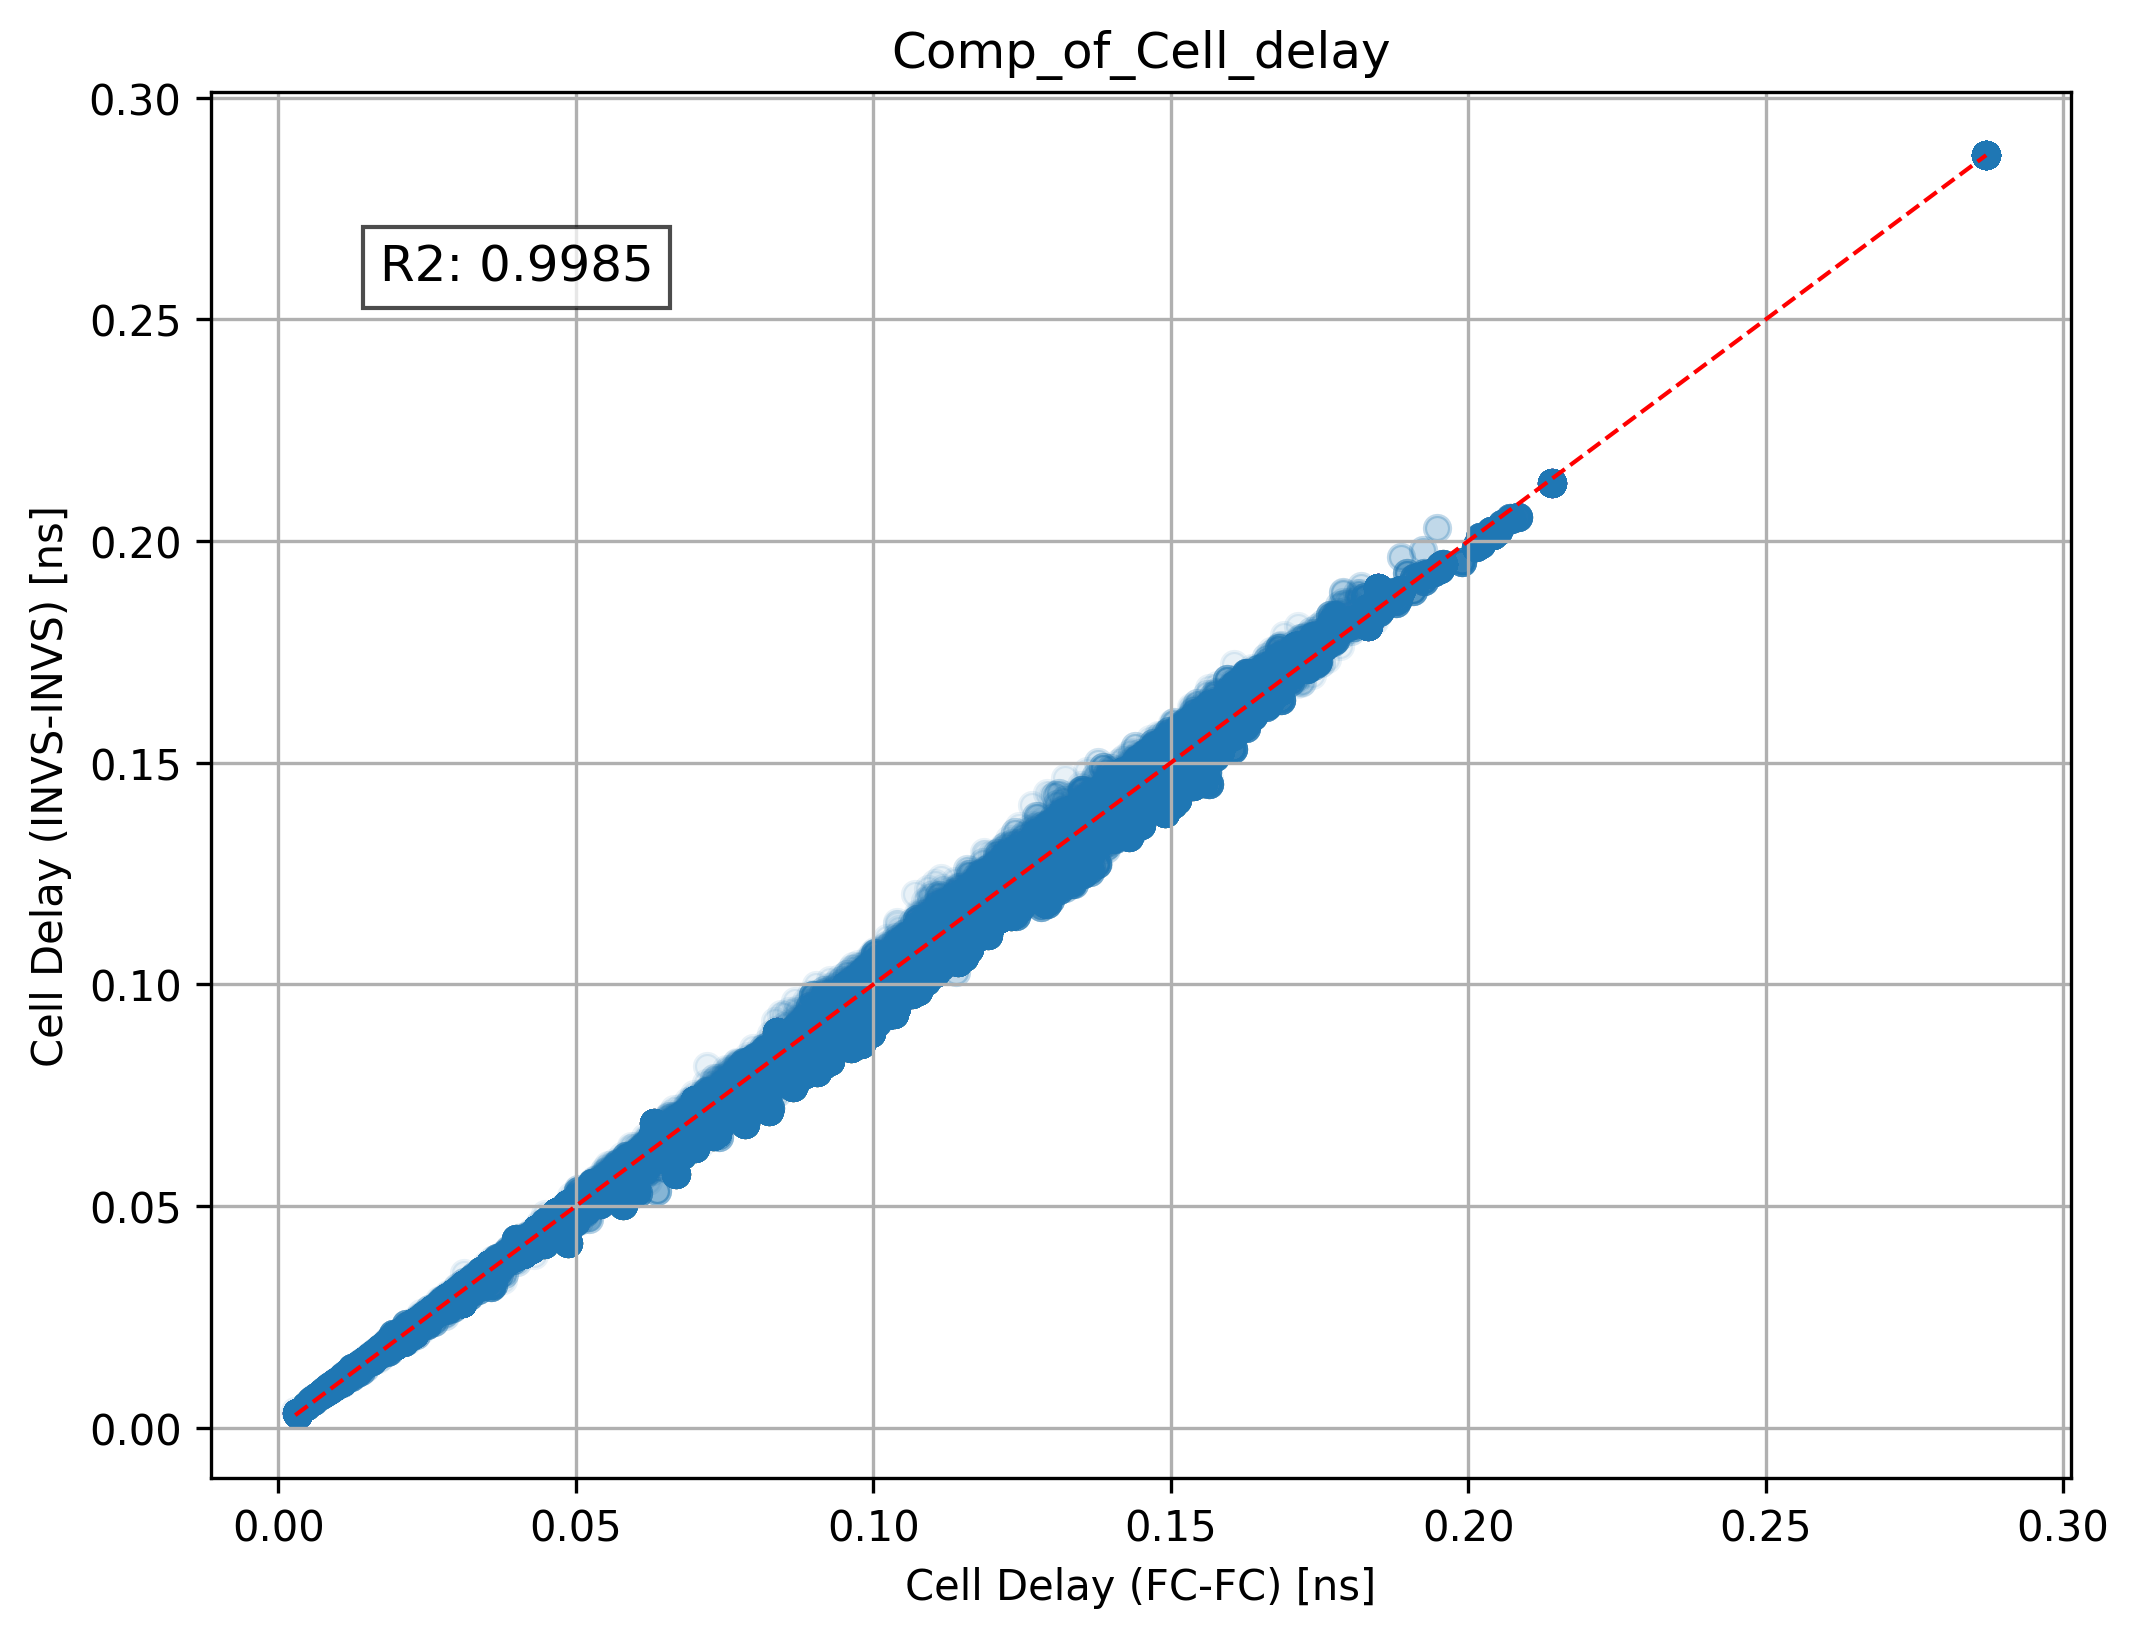 Comp_of_Cell_delay
0.30
0.25
0.20
0.15
0.10
0.05
0.00
R2: 0.9985
Cell Delay (INVS-INVS) [ns]
0.00 0.05 0.10 0.15 0.20 0.25 0.30
Cell Delay (FC-FC) [ns]